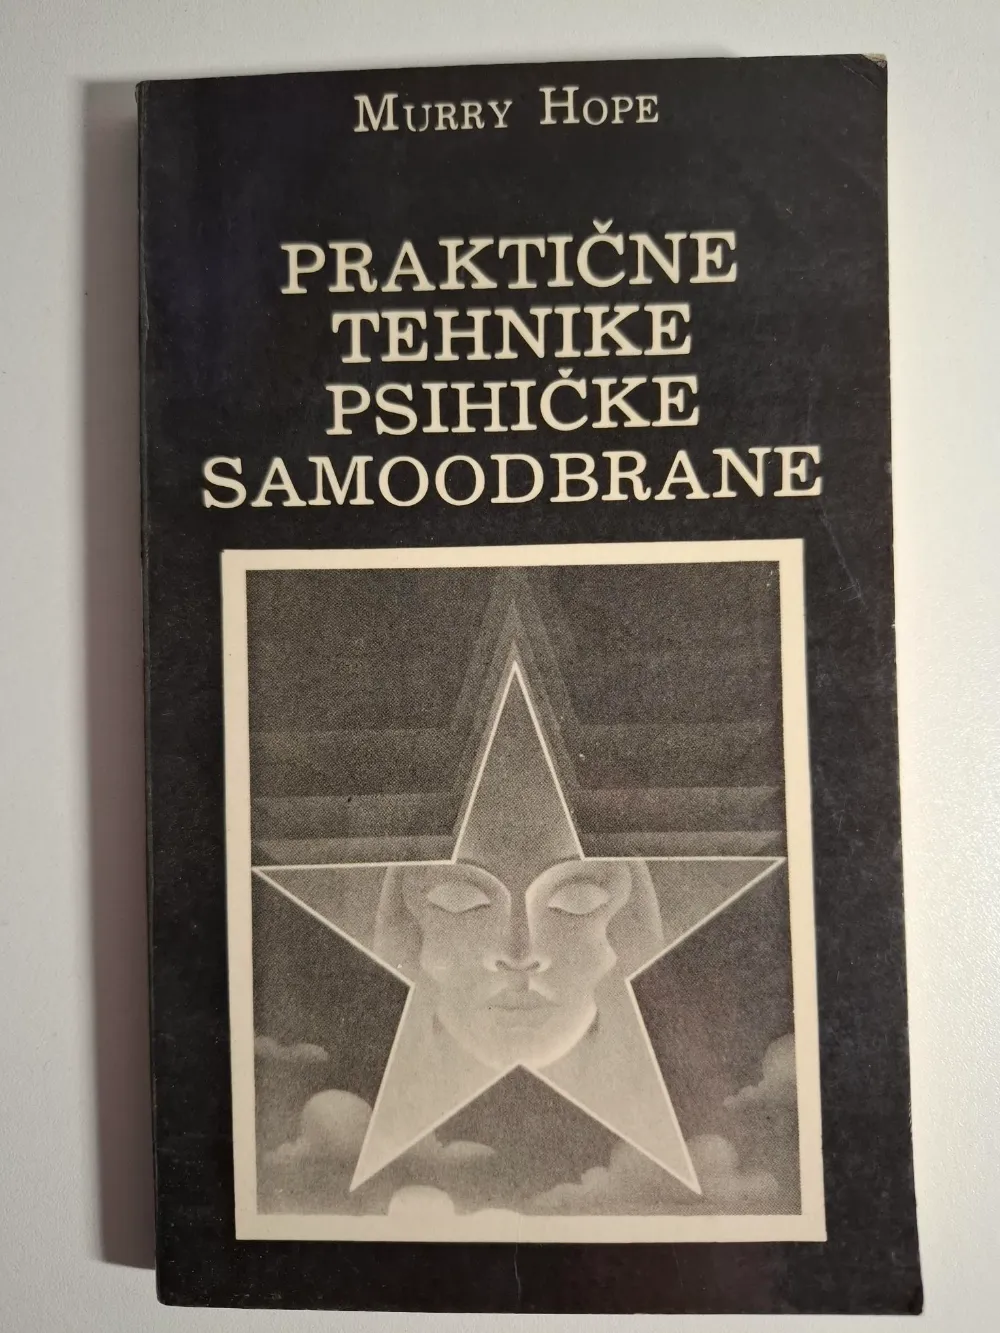 MURRY HOPE
PRAKTIČNE
TEHNIKE
PSIHIČKE
SAMOODBRANE